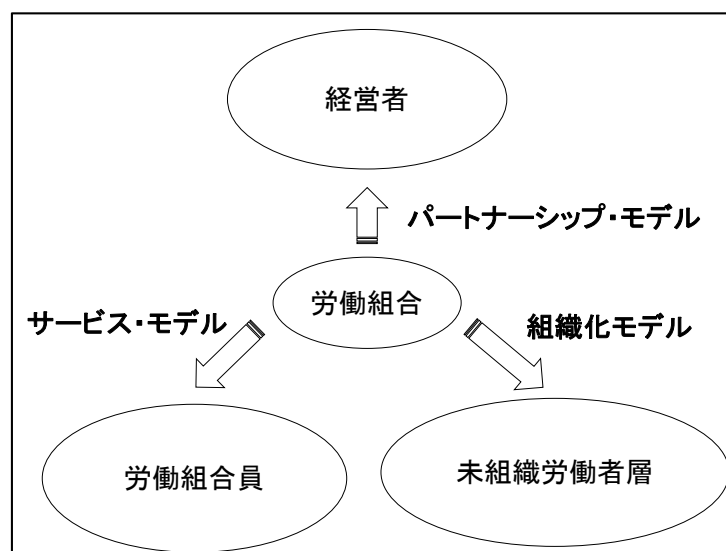 経営者
パートナーシップ・モデル
労働組合
サービス・モデル
組織化モデル
労働組合員
未組織労働者層